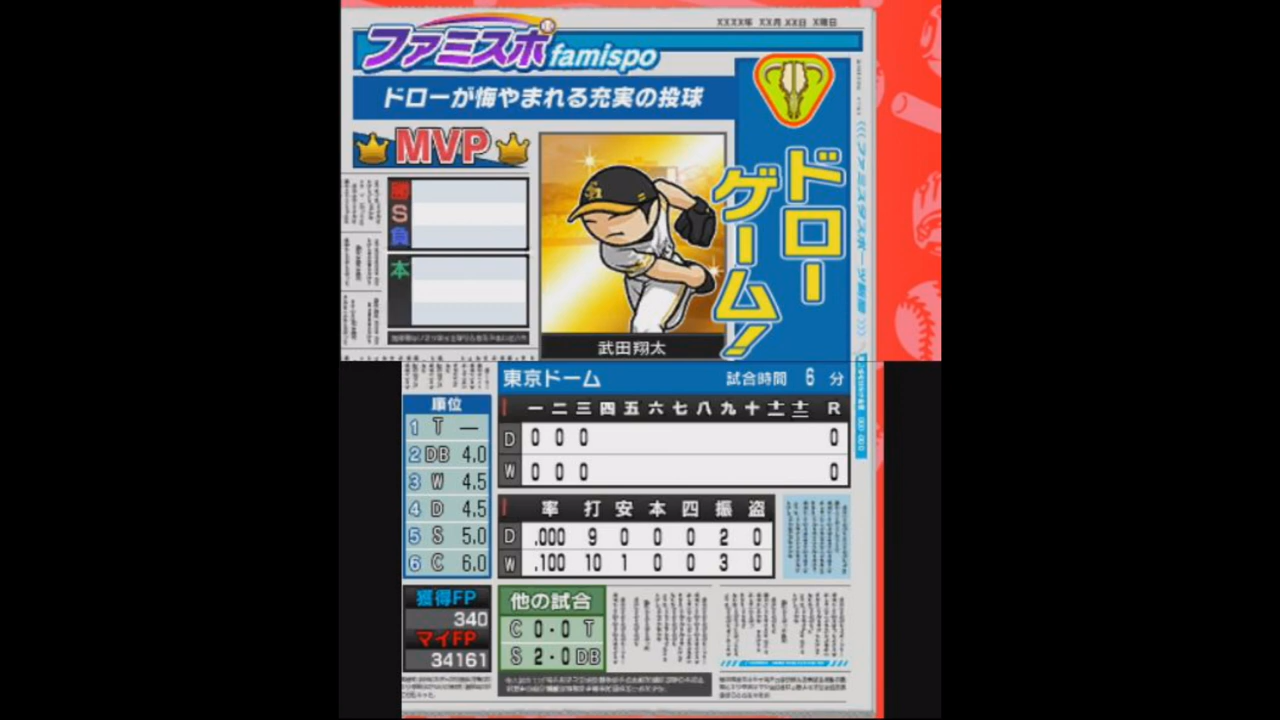 XXXX年 XX月 XX日 X曜日
ファミスポ famispo
ドローが悔やまれる充実の投球
MVP
ドロー
ゲーム!
勝
S
負
本
武田翔太
東京ドーム 試合時間 6 分
一 二 三 四 五 六 七 八 九 十 十一 十二 R
D 0 0 0 0
W 0 0 0 0
順位
1 T —
2 DB 4.0
3 W 4.5
4 D 4.5
5 S 5.0
6 C 6.0
率 打 安 本 四 振 盗
D .000 9 0 0 0 2 0
W .100 10 1 0 0 3 0
獲得FP
340
マイFP
34161
他の試合
C 0 - 0 T
S 2 - 0 DB